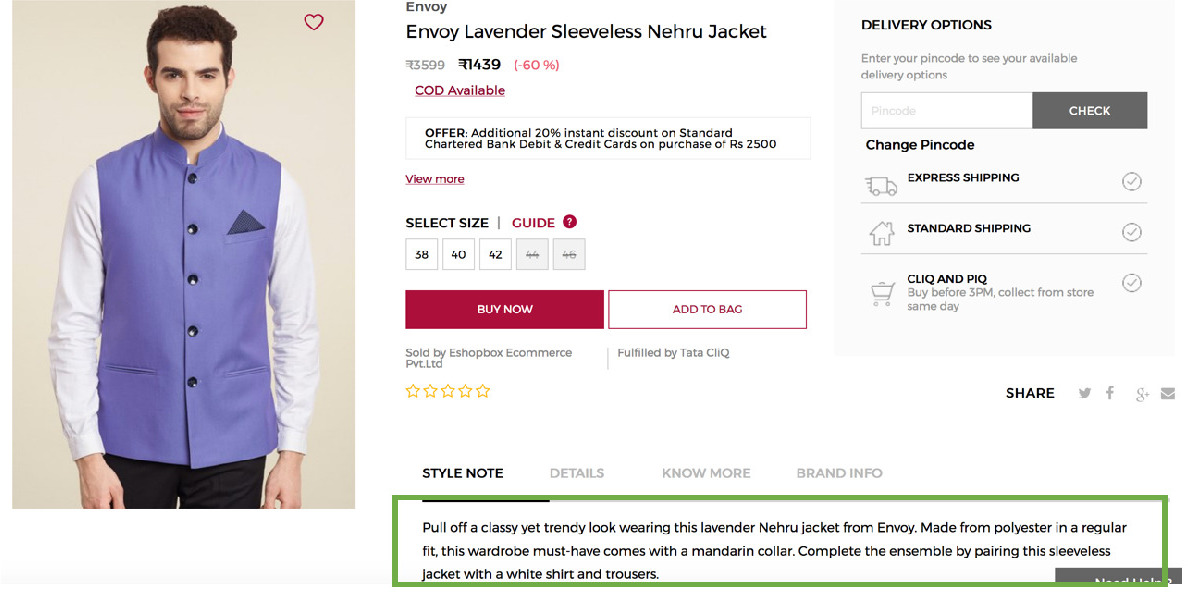 Envoy
Envoy Lavender Sleeveless Nehru Jacket
₹3599 ₹1439 (-60 %)
COD Available
OFFER: Additional 20% instant discount on Standard
Chartered Bank Debit & Credit Cards on purchase of Rs 2500
View more
SELECT SIZE | GUIDE ?
38 40 42 44 46
BUY NOW ADD TO BAG
Sold by Eshopbox Ecommerce
Pvt.Ltd
Fulfilled by Tata CliQ
DELIVERY OPTIONS
Enter your pincode to see your available
delivery options
Pincode CHECK
Change Pincode
EXPRESS SHIPPING
STANDARD SHIPPING
CLIQ AND PIQ
Buy before 3PM, collect from store
same day
SHARE
STYLE NOTE DETAILS KNOW MORE BRAND INFO
Pull off a classy yet trendy look wearing this lavender Nehru jacket from Envoy. Made from polyester in a regular
fit, this wardrobe must-have comes with a mandarin collar. Complete the ensemble by pairing this sleeveless
jacket with a white shirt and trousers.
Need Help?